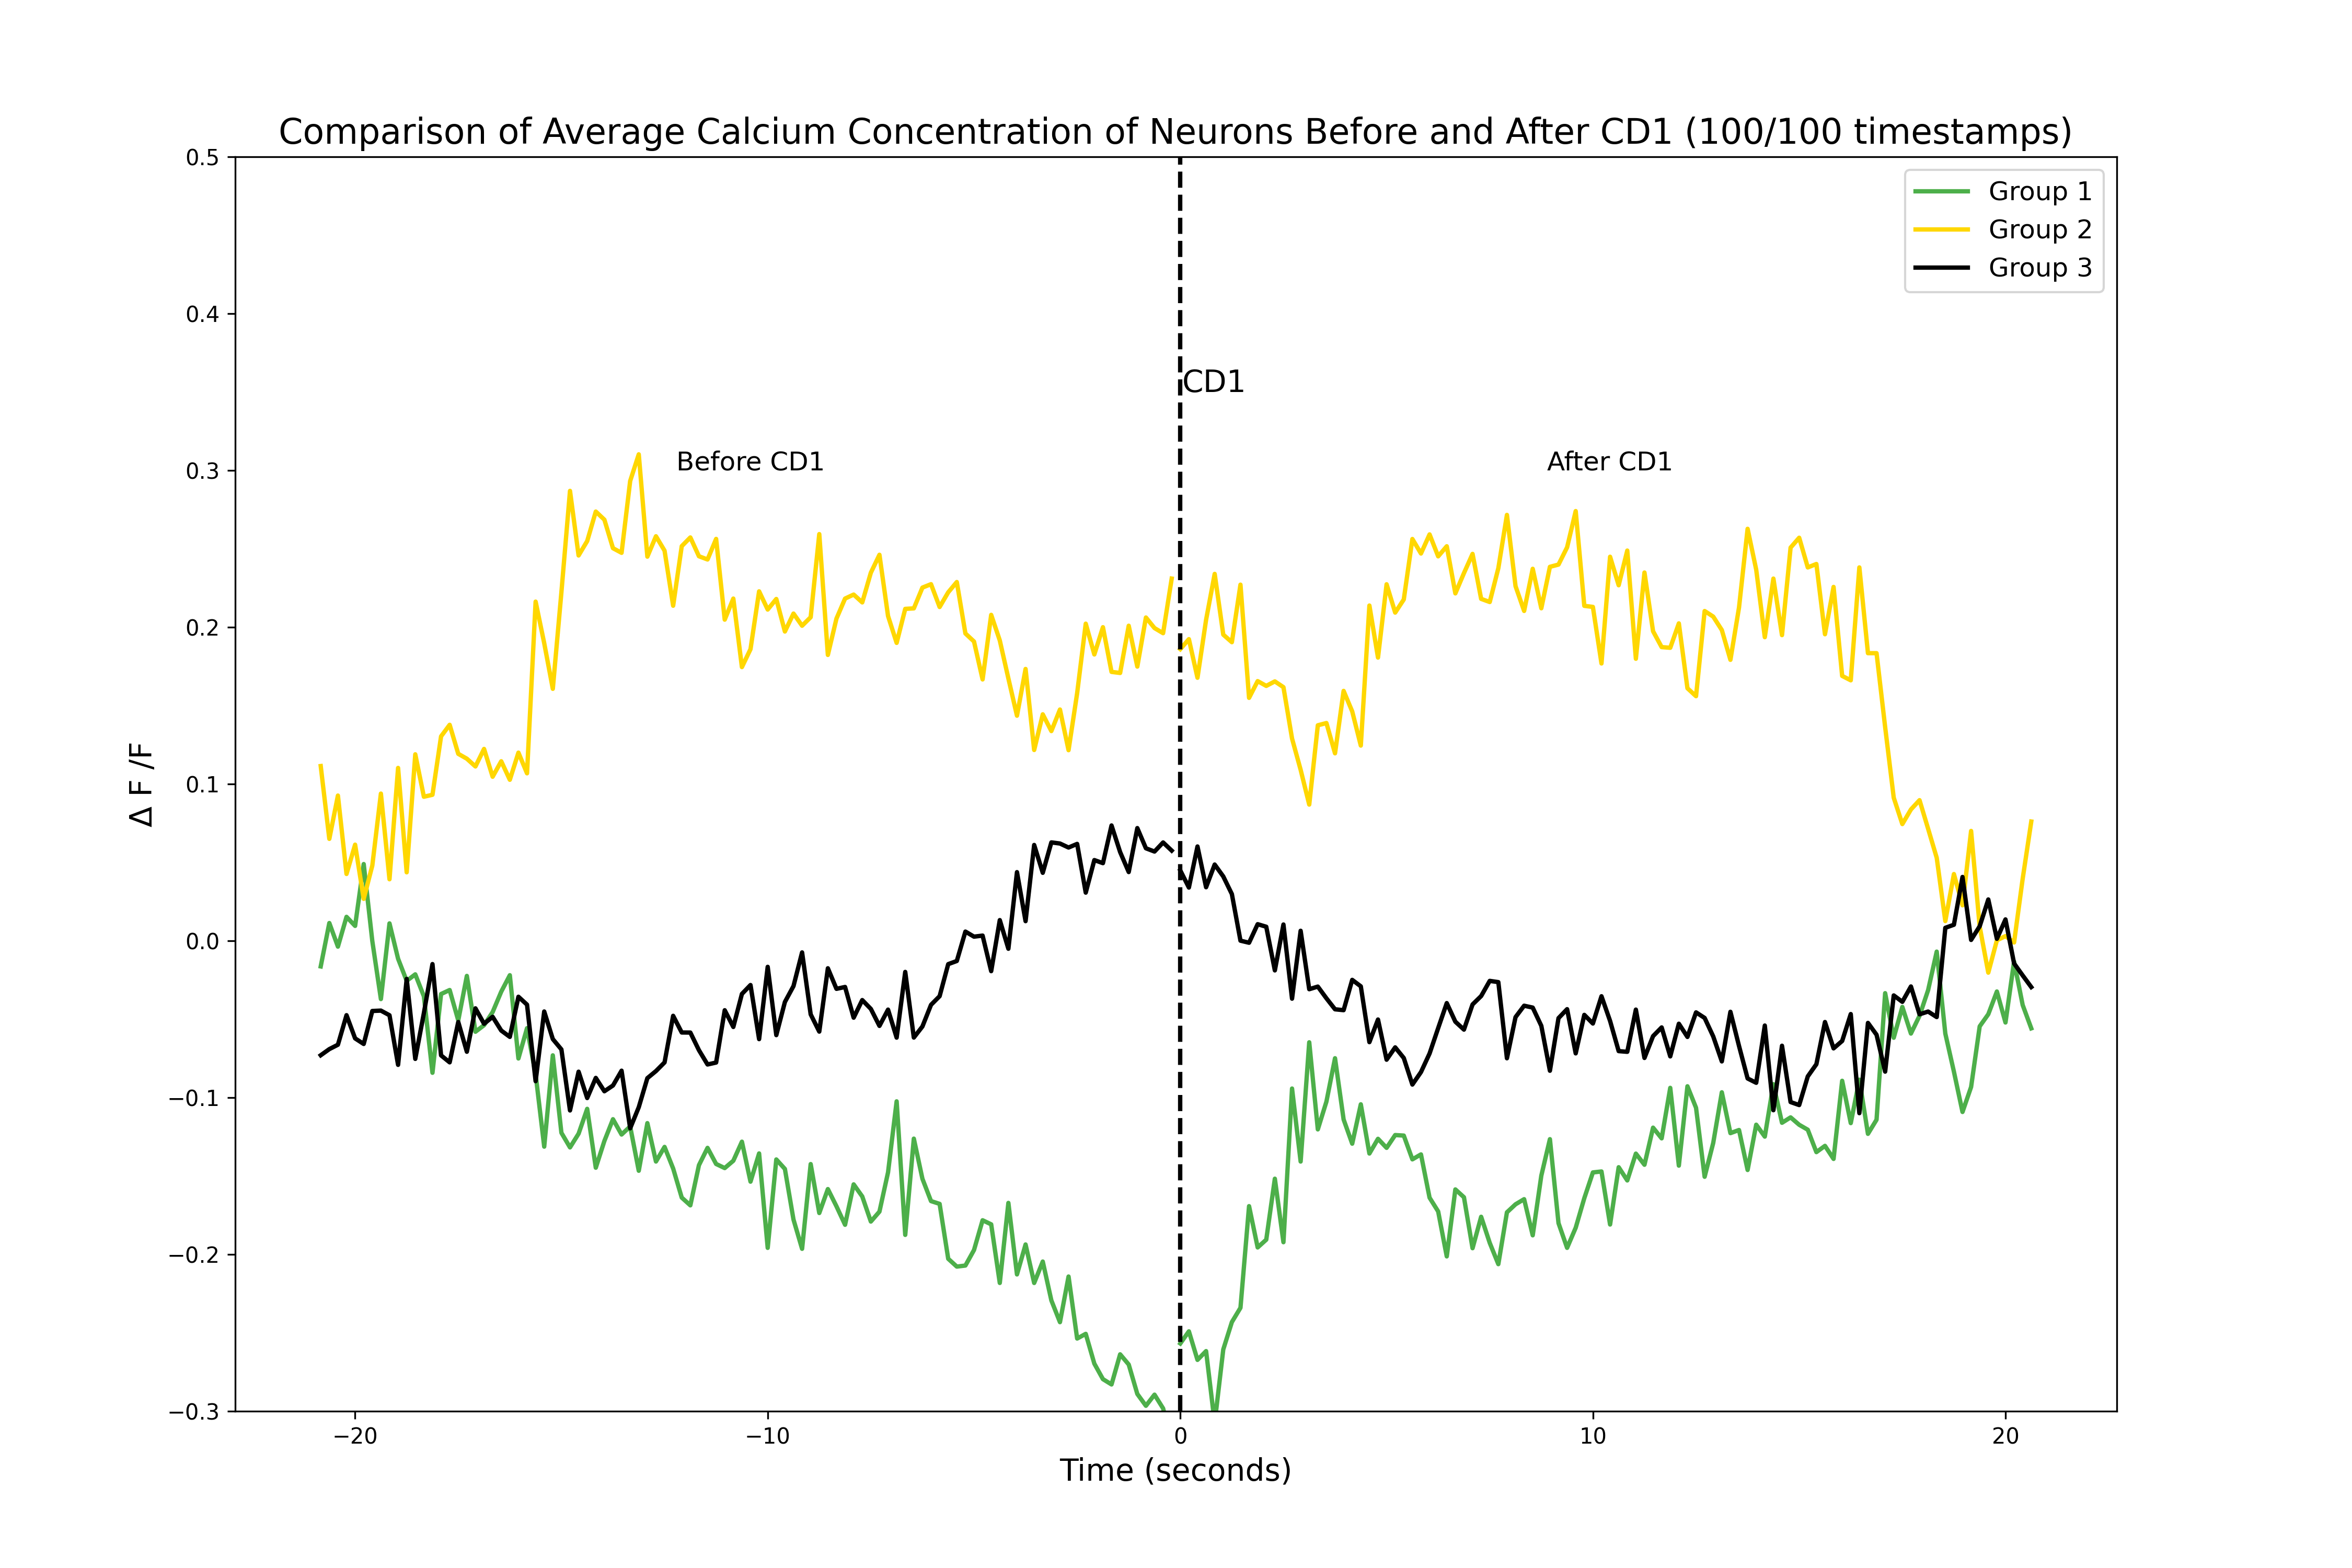 Comparison of Average Calcium Concentration of Neurons Before and After CD1 (100/100 timestamps)
0.5
0.4
0.3
0.2
0.1
0.0
−0.1
−0.2
−0.3
Δ F /F
Group 1
Group 2
Group 3
CD1
Before CD1
After CD1
−20
−10
0
10
20
Time (seconds)